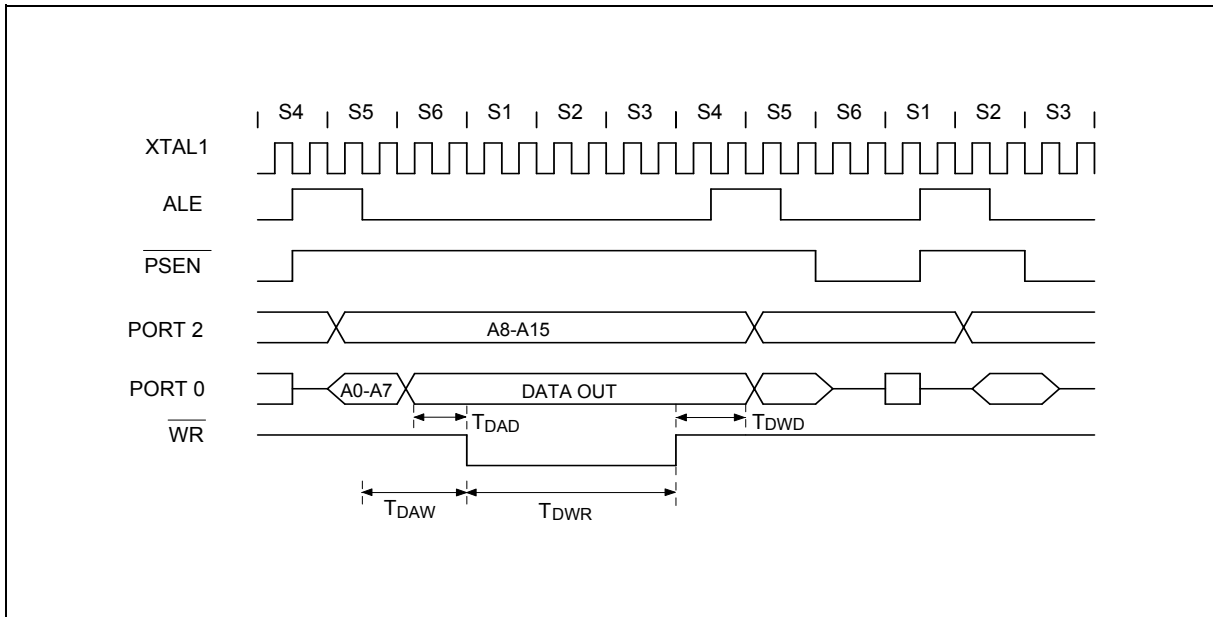 S4 S5 S6 S1 S2 S3 S4 S5 S6 S1 S2 S3
XTAL1
ALE
PSEN
PORT 2 A8-A15
PORT 0 A0-A7 DATA OUT
TDAD TDWD
WR
TDAW TDWR